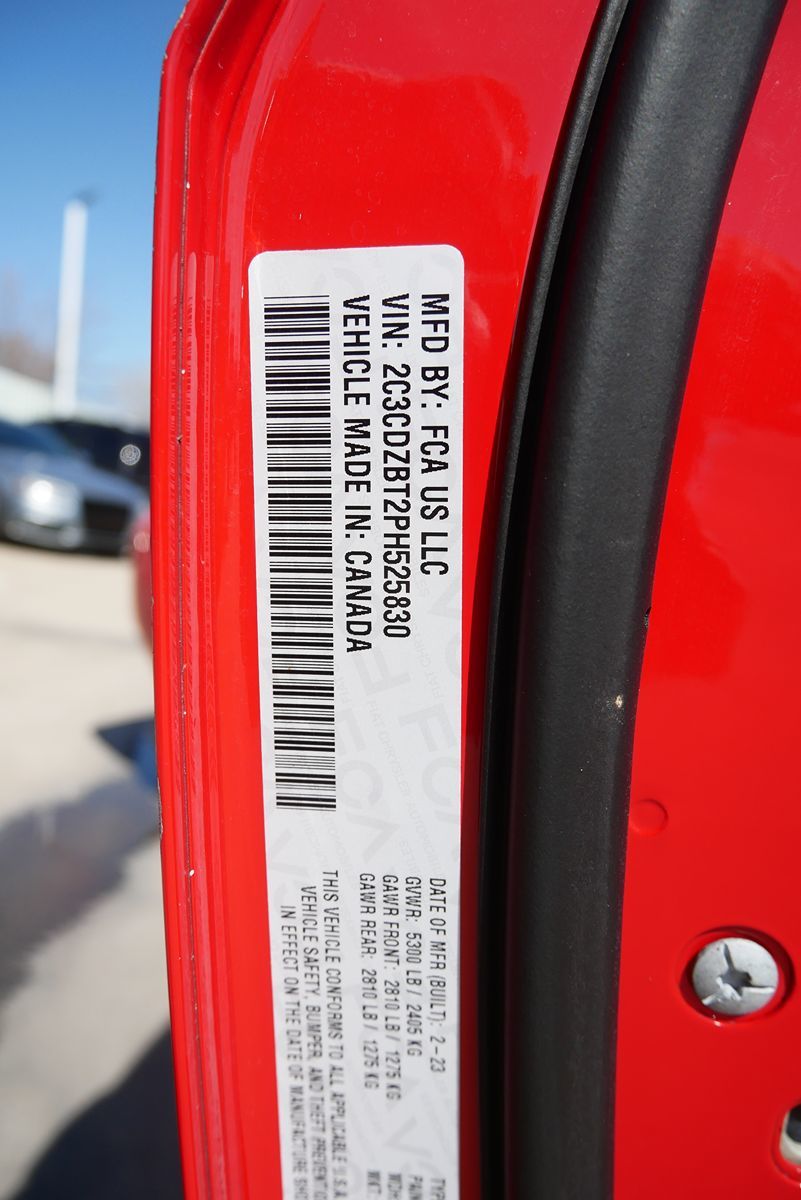 MFD BY: FCA US LLC
VIN: 2C3CDZBT2PH525830
VEHICLE MADE IN: CANADA
DATE OF MFR (BUILT): 2-23
GVWR: 5300 LB / 2405 KG
GAWR FRONT: 2810 LB / 1275 KG
GAWR REAR: 2810 LB / 1275 KG
THIS VEHICLE CONFORMS TO ALL APPLICABLE U.S.A.
VEHICLE SAFETY, BUMPER, AND THEFT PREVENTI
IN EFFECT ON THE DATE OF MANUFACTURE SHO